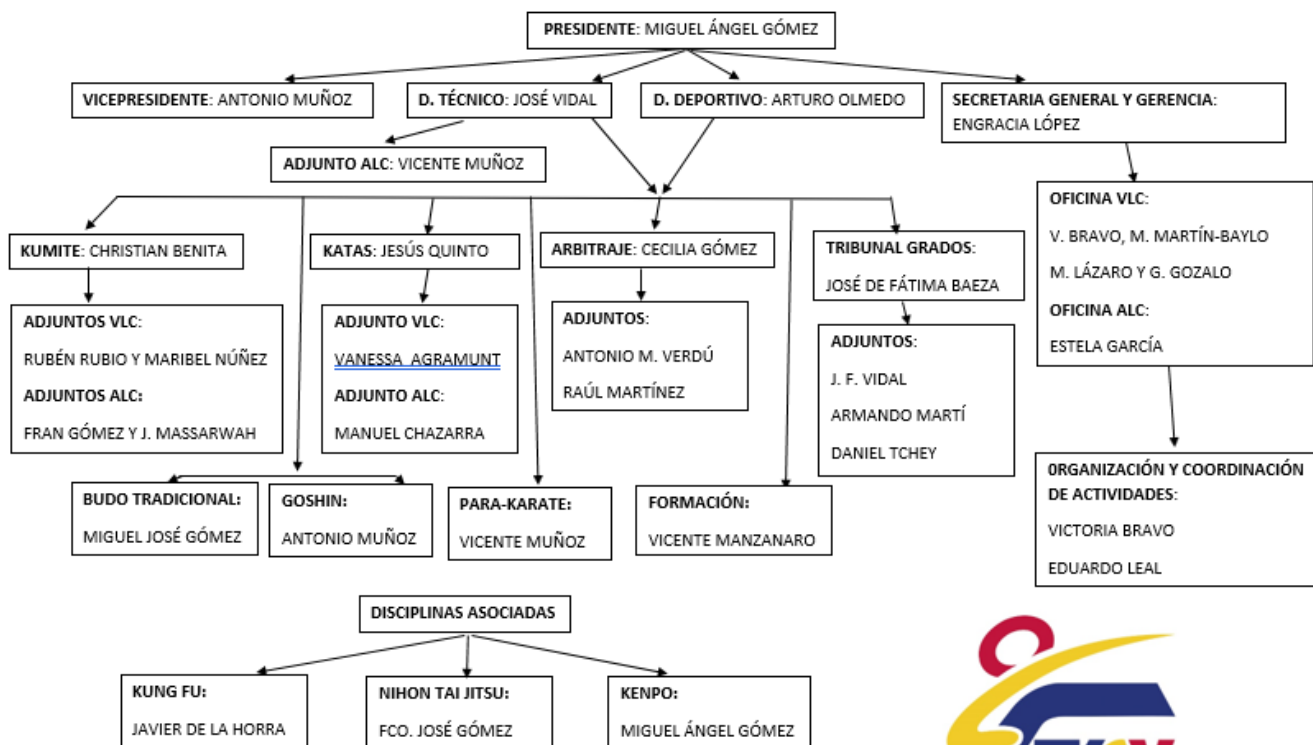 PRESIDENTE: MIGUEL ÁNGEL GÓMEZ
VICEPRESIDENTE: ANTONIO MUÑOZ
D. TÉCNICO: JOSÉ VIDAL
D. DEPORTIVO: ARTURO OLMEDO
SECRETARIA GENERAL Y GERENCIA:
ENGRACIA LÓPEZ
ADJUNTO ALC: VICENTE MUÑOZ
KUMITE: CHRISTIAN BENITA
KATAS: JESÚS QUINTO
ARBITRAJE: CECILIA GÓMEZ
TRIBUNAL GRADOS:
JOSÉ DE FÁTIMA BAEZA
OFICINA VLC:
V. BRAVO, M. MARTÍN-BAYLO
M. LÁZARO Y G. GOZALO
OFICINA ALC:
ESTELA GARCÍA
ADJUNTOS VLC:
RUBÉN RUBIO Y MARIBEL NÚÑEZ
ADJUNTOS ALC:
FRAN GÓMEZ Y J. MASSARWAH
ADJUNTO VLC:
VANESSA AGRAMUNT
ADJUNTO ALC:
MANUEL CHAZARRA
ADJUNTOS:
ANTONIO M. VERDÚ
RAÚL MARTÍNEZ
ADJUNTOS:
J. F. VIDAL
ARMANDO MARTÍ
DANIEL TCHEY
BUDO TRADICIONAL:
MIGUEL JOSÉ GÓMEZ
GOSHIN:
ANTONIO MUÑOZ
PARA-KARATE:
VICENTE MUÑOZ
FORMACIÓN:
VICENTE MANZANARO
0RGANIZACIÓN Y COORDINACIÓN
DE ACTIVIDADES:
VICTORIA BRAVO
EDUARDO LEAL
DISCIPLINAS ASOCIADAS
KUNG FU:
JAVIER DE LA HORRA
NIHON TAI JITSU:
FCO. JOSÉ GÓMEZ
KENPO:
MIGUEL ÁNGEL GÓMEZ